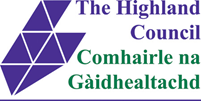 The Highland
Council
Comhairle na
Gàidhealtachd